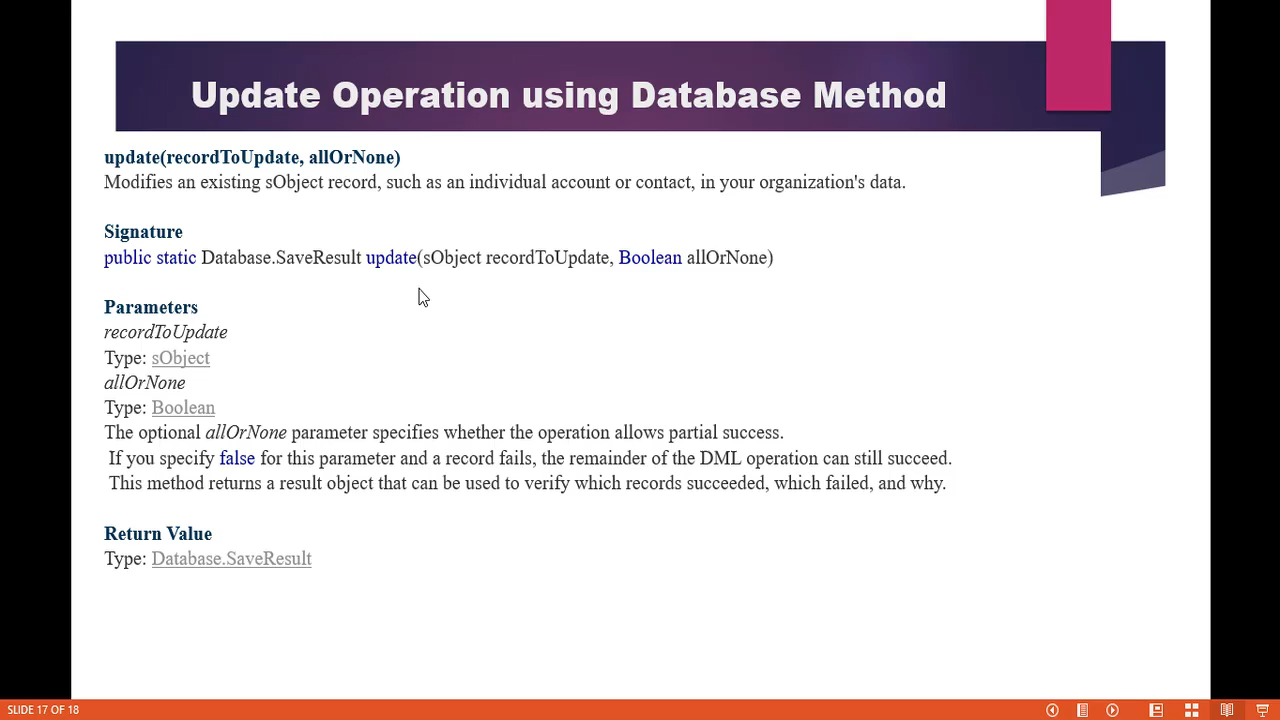 Update Operation using Database Method
update(recordToUpdate, allOrNone)
Modifies an existing sObject record, such as an individual account or contact, in your organization's data.
Signature
public static Database.SaveResult update(sObject recordToUpdate, Boolean allOrNone)
Parameters
recordToUpdate
Type: sObject
allOrNone
Type: Boolean
The optional allOrNone parameter specifies whether the operation allows partial success.
If you specify false for this parameter and a record fails, the remainder of the DML operation can still succeed.
This method returns a result object that can be used to verify which records succeeded, which failed, and why.
Return Value
Type: Database.SaveResult
SLIDE 17 OF 18